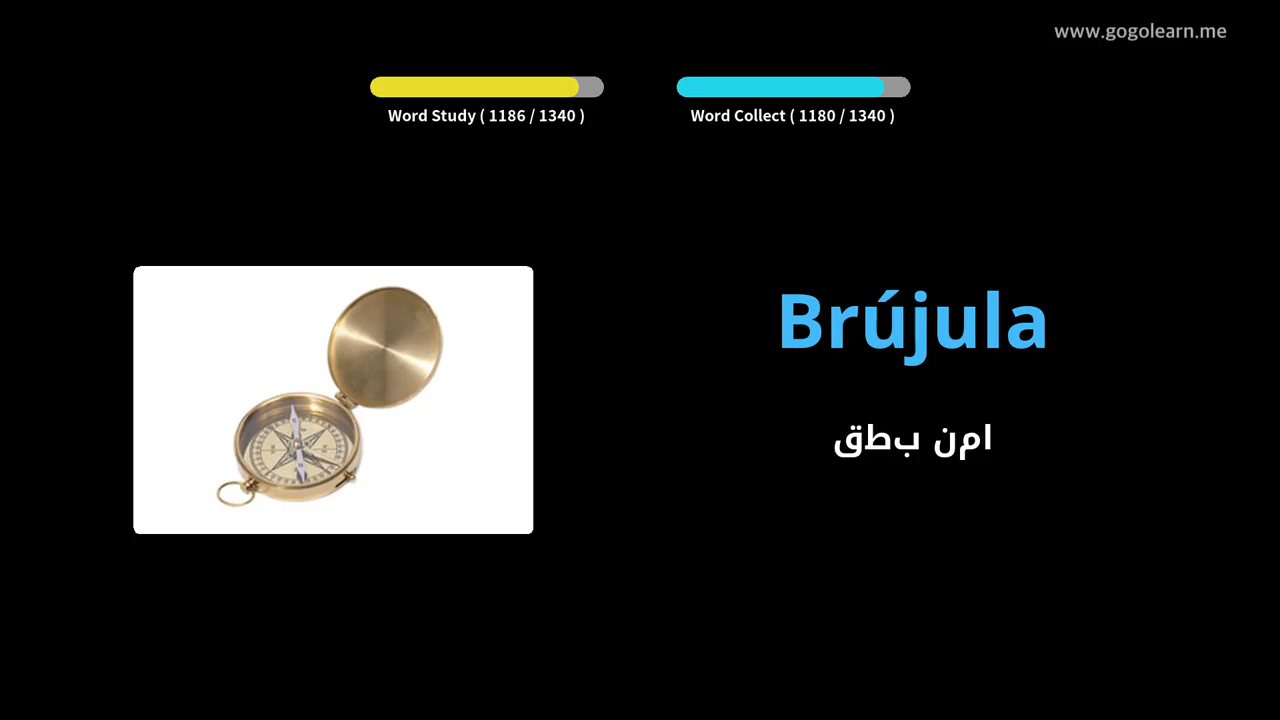 www.gogolearn.me
Word Study ( 1186 / 1340 )
Word Collect ( 1180 / 1340 )
Brújula
امن بطق